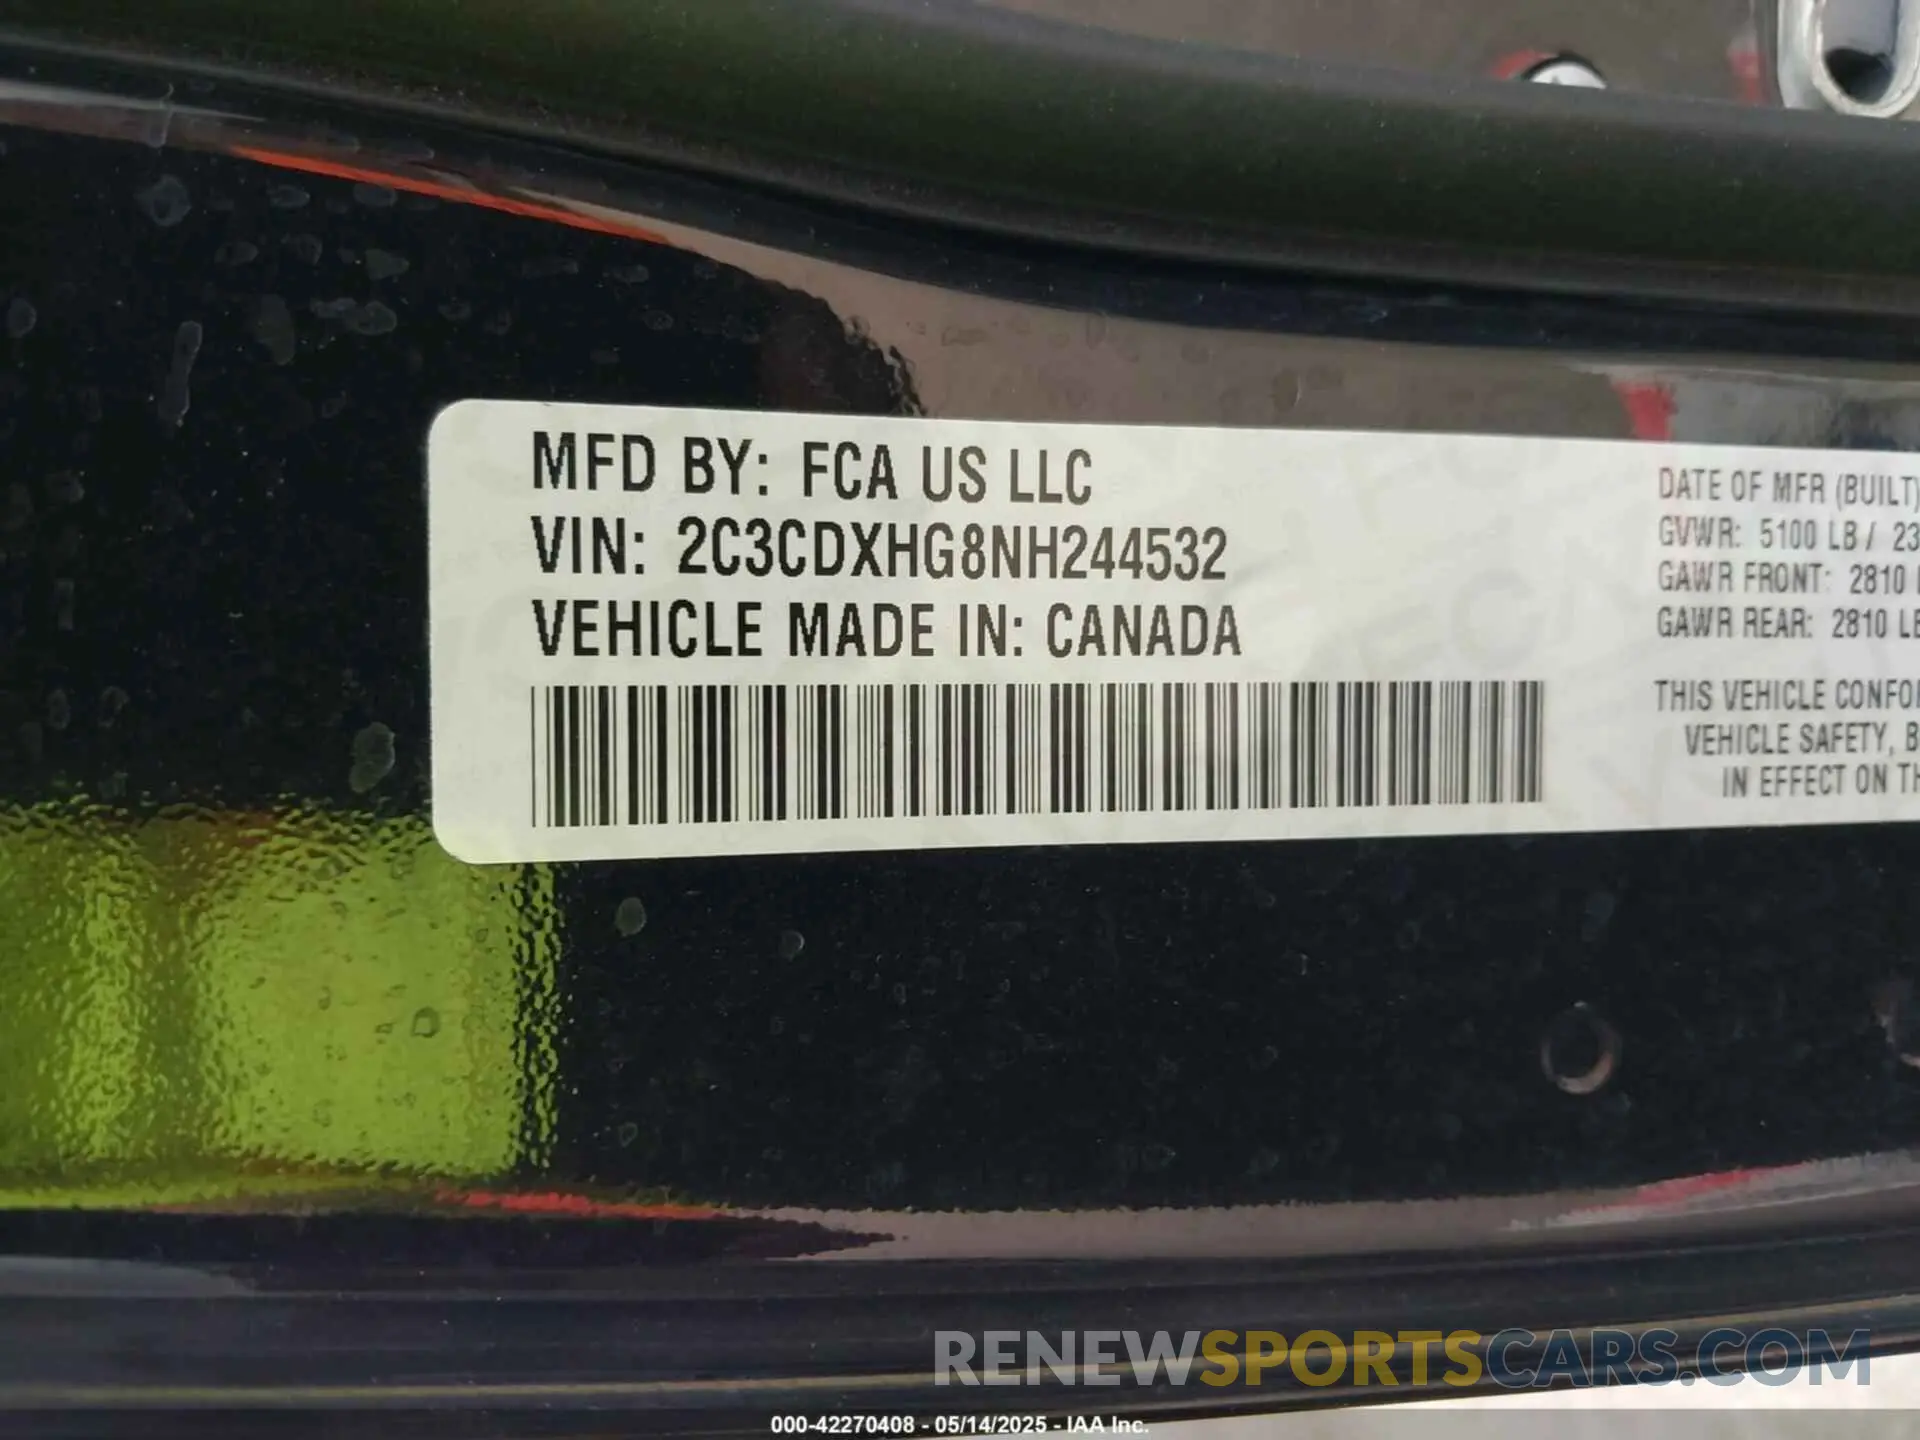 MFD BY: FCA US LLC
VIN: 2C3CDXHG8NH244532
VEHICLE MADE IN: CANADA
DATE OF MFR (BUILT)
GVWR: 5100 LB / 23
GAWR FRONT: 2810
GAWR REAR: 2810 LB
THIS VEHICLE
VEHICLE SAFETY,
IN EFFECT ON
RENEWSPORTSCARS.COM
000-42270408 - 05/14/2025 - IAA Inc.